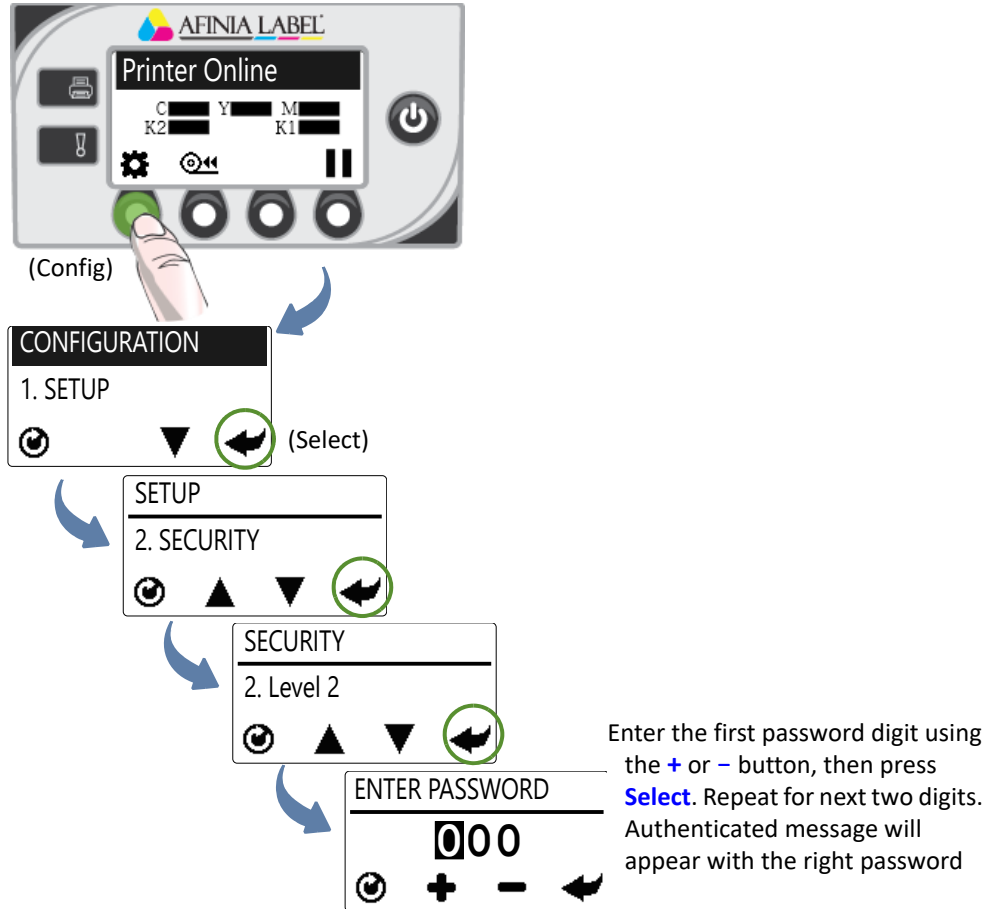 AFINIA LABEL
Printer Online
C Y M
K2 K1
(Config)
CONFIGURATION
1. SETUP
(Select)
SETUP
2. SECURITY
SECURITY
2. Level 2
ENTER PASSWORD
000
Enter the first password digit using
the + or − button, then press
Select. Repeat for next two digits.
Authenticated message will
appear with the right password